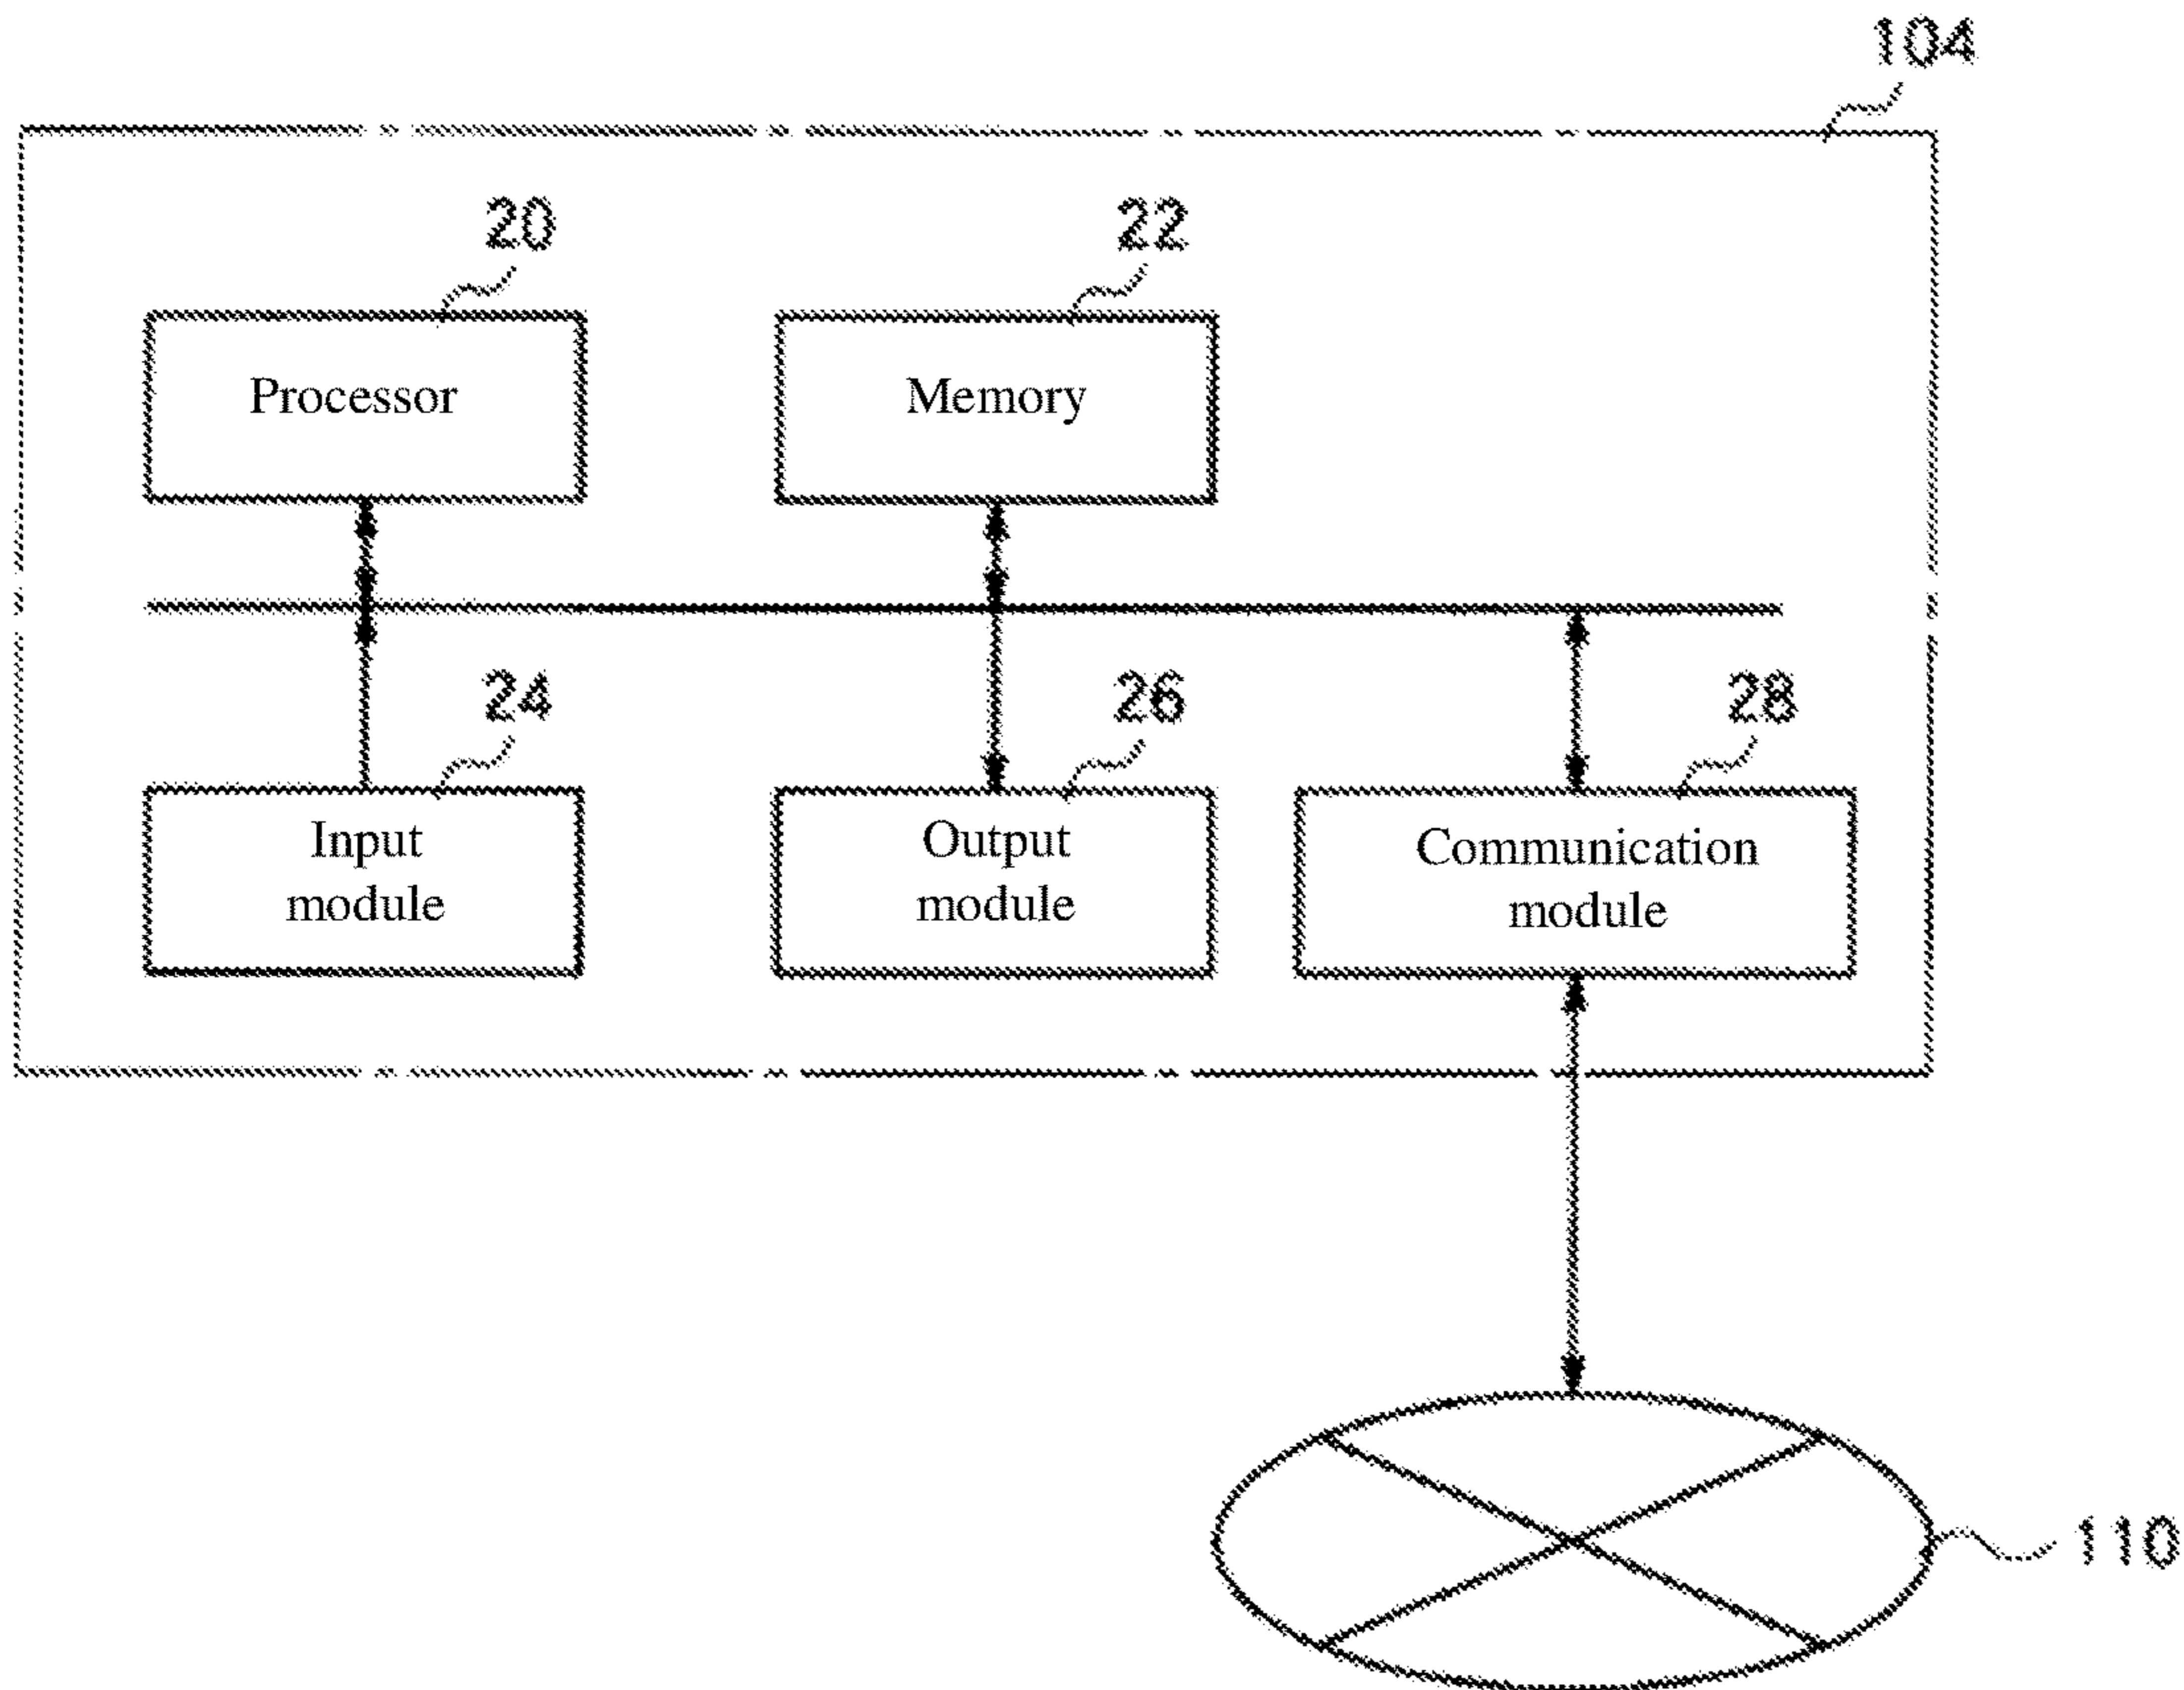 104
20
22
Processor
Memory
24
26
28
Input
module
Output
module
Communication
module
110